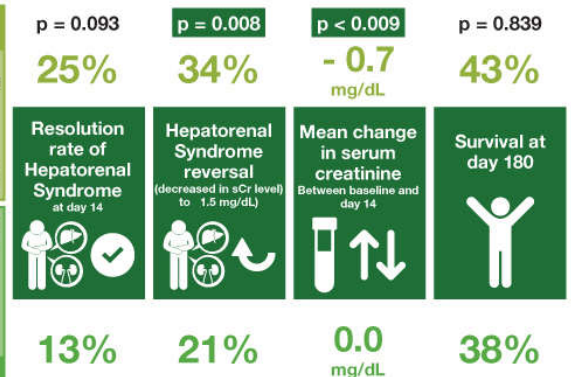 p = 0.093
p = 0.008
p < 0.009
p = 0.839
25%
34%
- 0.7
mg/dL
43%
Resolution
rate of
Hepatorenal
Syndrome
at day 14
Hepatorenal
Syndrome
reversal
(decreased in sCr level)
to 1.5 mg/dL)
Mean change
in serum
creatinine
Between baseline and
day 14
Survival at
day 180
13%
21%
0.0
mg/dL
38%